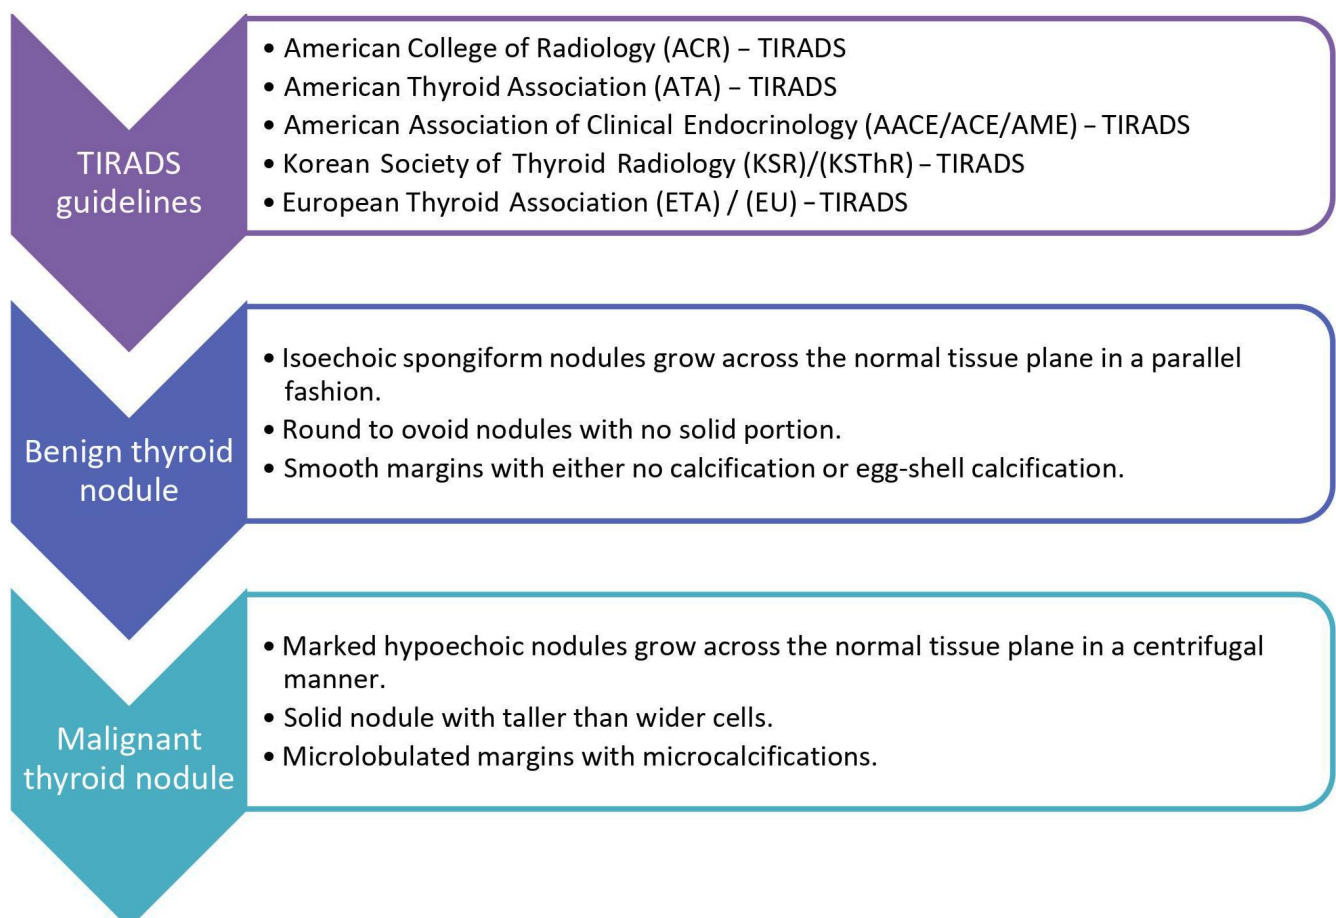 TIRADS
guidelines
• American College of Radiology (ACR) – TIRADS
• American Thyroid Association (ATA) – TIRADS
• American Association of Clinical Endocrinology (AACE/ACE/AME) – TIRADS
• Korean Society of Thyroid Radiology (KSR)/(KSThR) – TIRADS
• European Thyroid Association (ETA) / (EU) – TIRADS
Benign thyroid
nodule
• Isoechoic spongiform nodules grow across the normal tissue plane in a parallel
fashion.
• Round to ovoid nodules with no solid portion.
• Smooth margins with either no calcification or egg-shell calcification.
Malignant
thyroid nodule
• Marked hypoechoic nodules grow across the normal tissue plane in a centrifugal
manner.
• Solid nodule with taller than wider cells.
• Microlobulated margins with microcalcifications.